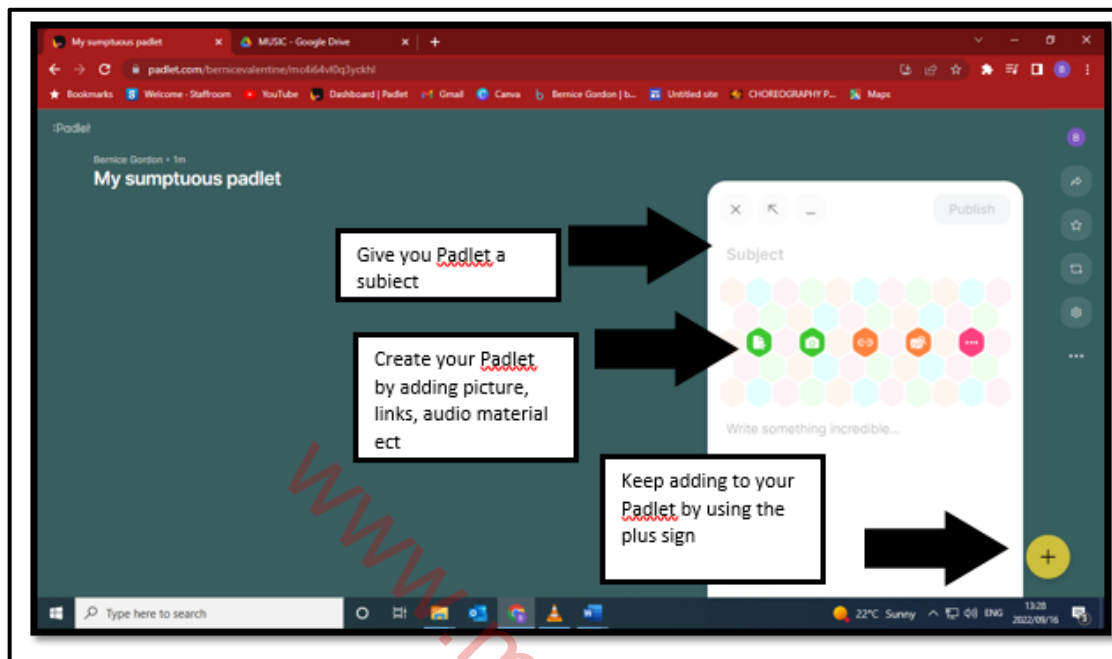 My sumptuous padlet
MUSIC - Google Drive
padlet.com/bernicevalentine/mo4i64vl0q3yckhl
Bookmarks Welcome - Staffroom YouTube Dashboard | Padlet Gmail Canva Bernice Gordon | b... Untitled site CHOREOGRAPHY P... Maps
:Padlet
B
Bernice Gordon • 1m
My sumptuous padlet
Publish
Give you Padlet a
subject
Subject
Create your Padlet
by adding picture,
links, audio material
ect
Write something incredible...
Keep adding to your
Padlet by using the
plus sign
www.m
Type here to search
22°C Sunny
ENG
13:28
2022/09/16